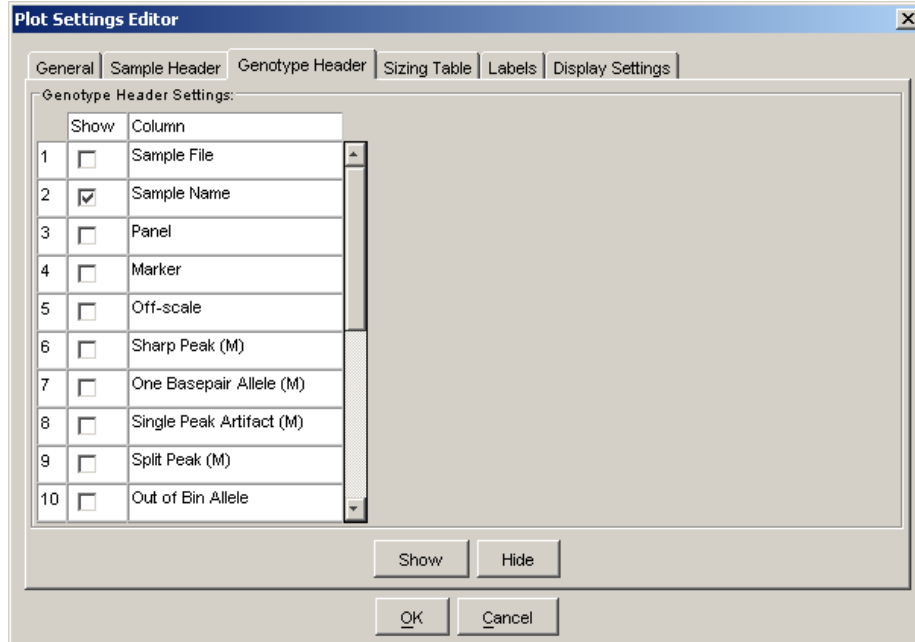 Plot Settings Editor
General Sample Header Genotype Header Sizing Table Labels Display Settings
Genotype Header Settings:
Show Column
1 Sample File
2 Sample Name
3 Panel
4 Marker
5 Off-scale
6 Sharp Peak (M)
7 One Basepair Allele (M)
8 Single Peak Artifact (M)
9 Split Peak (M)
10 Out of Bin Allele
Show Hide
OK Cancel